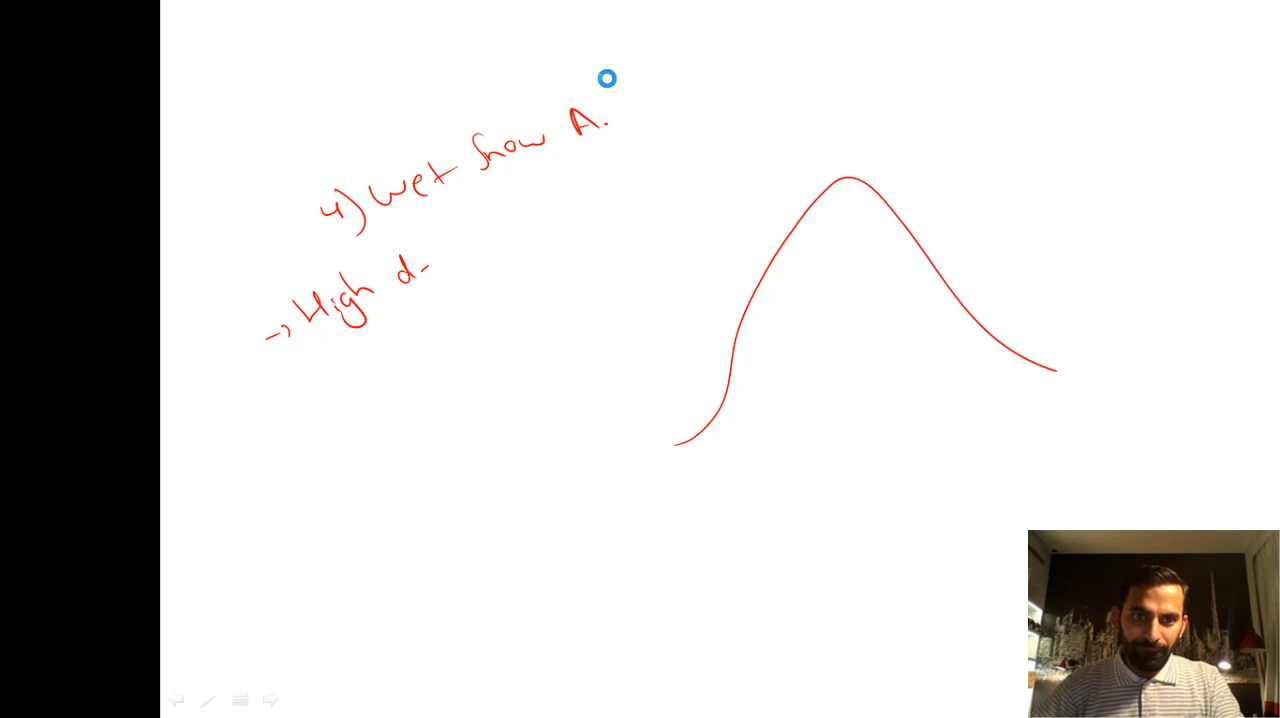 4) Wet Snow A.
→ High d-